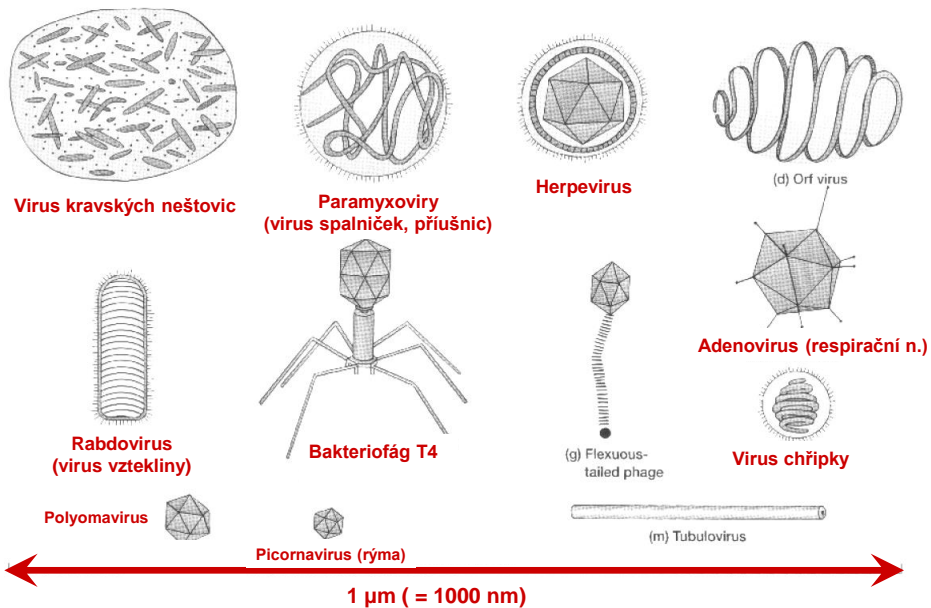 Virus kravských neštovic
Paramyxoviry
(virus spalniček, příušnic)
Herpevirus
(d) Orf virus
Rabdovirus
(virus vztekliny)
Bakteriofág T4
(g) Flexuous-
tailed phage
Adenovirus (respirační n.)
Virus chřipky
Polyomavirus
Picornavirus (rýma)
(m) Tubulovirus
1 µm ( = 1000 nm)